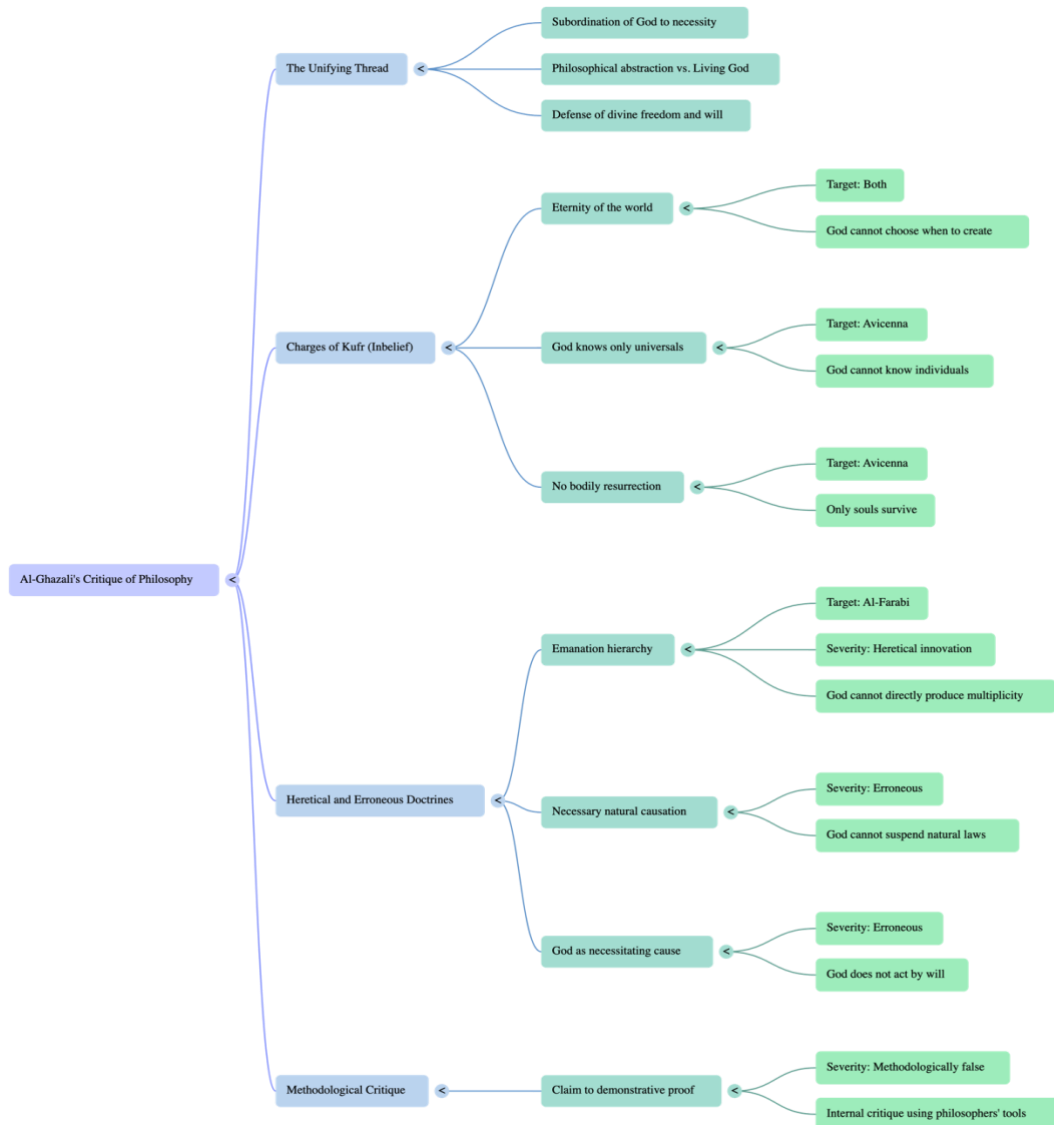 Al-Ghazali's Critique of Philosophy
The Unifying Thread
Subordination of God to necessity
Philosophical abstraction vs. Living God
Defense of divine freedom and will
Charges of Kufr (Inbelief)
Eternity of the world
Target: Both
God cannot choose when to create
God knows only universals
Target: Avicenna
God cannot know individuals
No bodily resurrection
Target: Avicenna
Only souls survive
Heretical and Erroneous Doctrines
Emanation hierarchy
Target: Al-Farabi
Severity: Heretical innovation
God cannot directly produce multiplicity
Necessary natural causation
Severity: Erroneous
God cannot suspend natural laws
God as necessitating cause
Severity: Erroneous
God does not act by will
Methodological Critique
Claim to demonstrative proof
Severity: Methodologically false
Internal critique using philosophers' tools